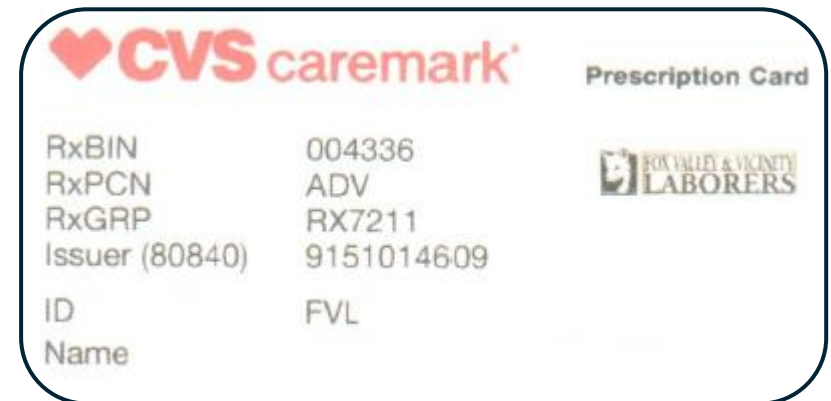 CVS caremark
Prescription Card
RxBIN 004336
RxPCN ADV
RxGRP RX7211
Issuer (80840) 9151014609
FOX VALLEY & VICINITY
LABORERS
ID FVL
Name